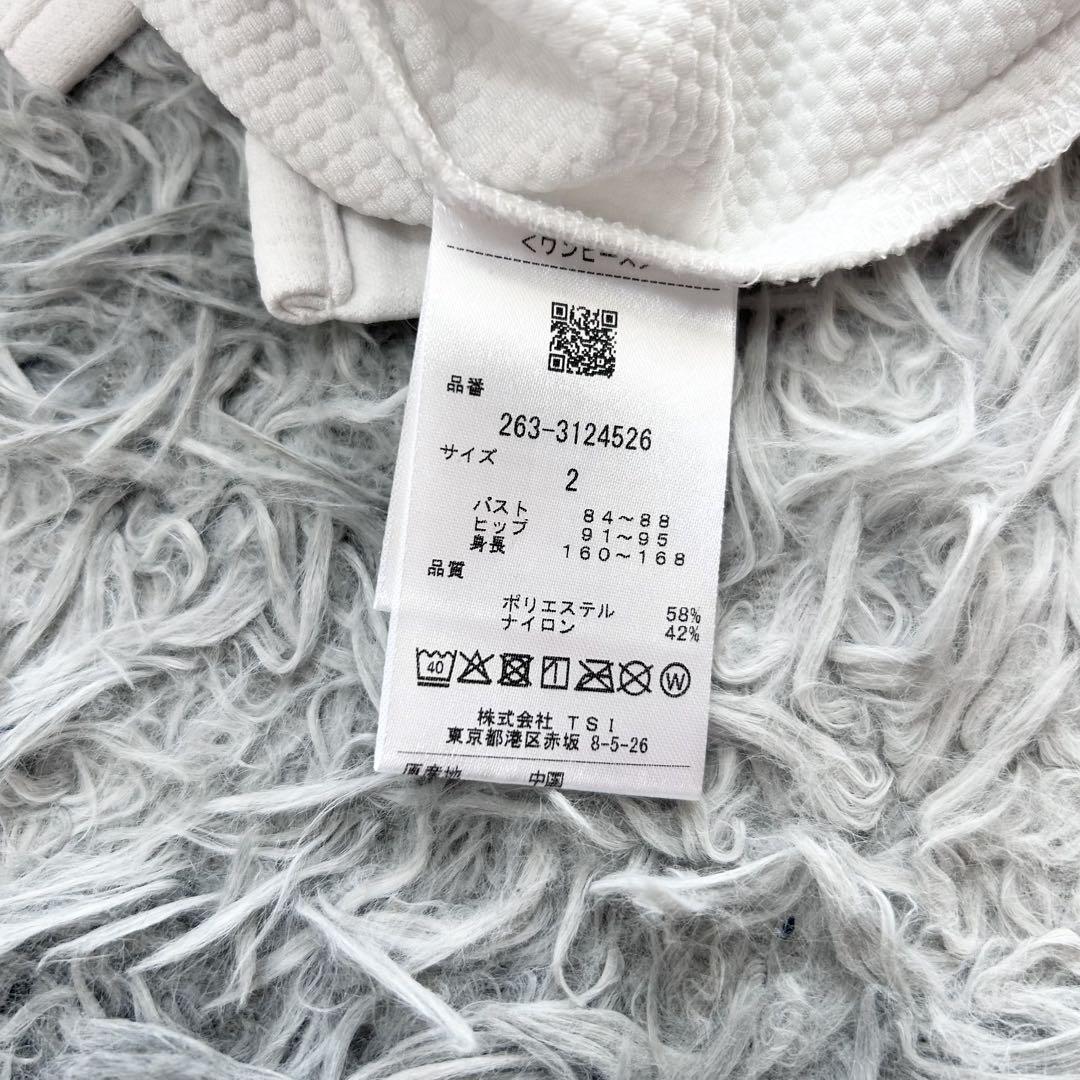 <ワンピース>
品番
263-3124526
サイズ
2
バスト 84〜88
ヒップ 91〜95
身長 160〜168
品質
ポリエステル 58%
ナイロン 42%
40
W
株式会社 TSI
東京都港区赤坂 8-5-26
原産地 中国